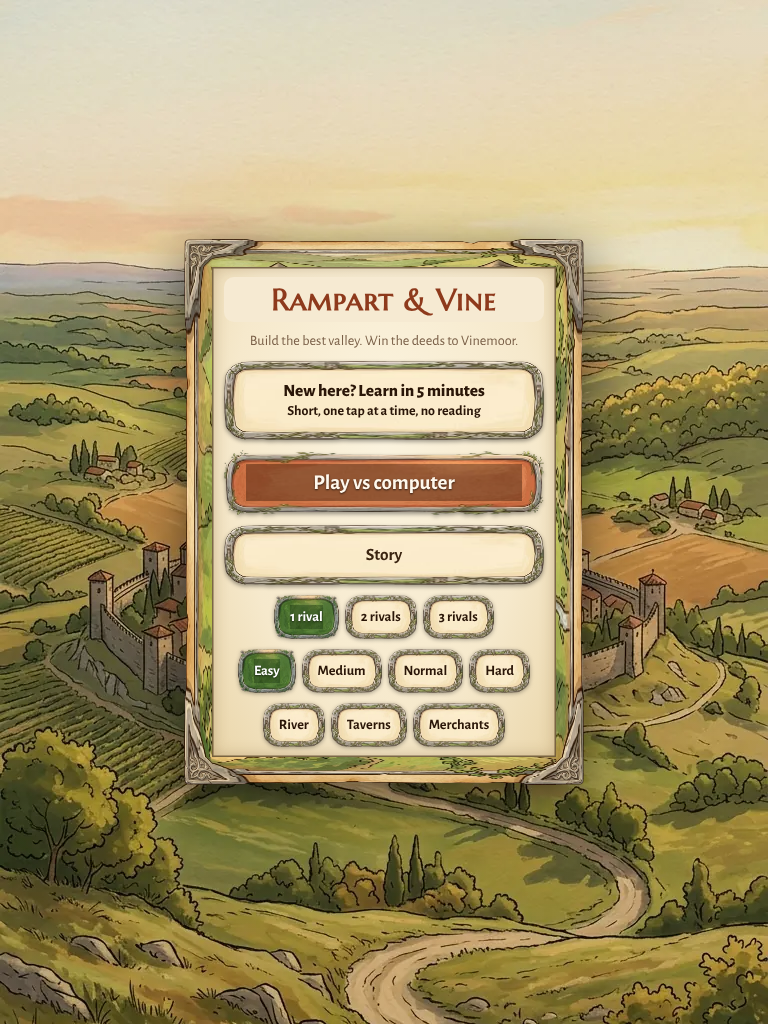 Rampart & Vine
Build the best valley. Win the deeds to Vinemoor.
New here? Learn in 5 minutes
Short, one tap at a time, no reading
Play vs computer
Story
1 rival 2 rivals 3 rivals
Easy Medium Normal Hard
River Taverns Merchants